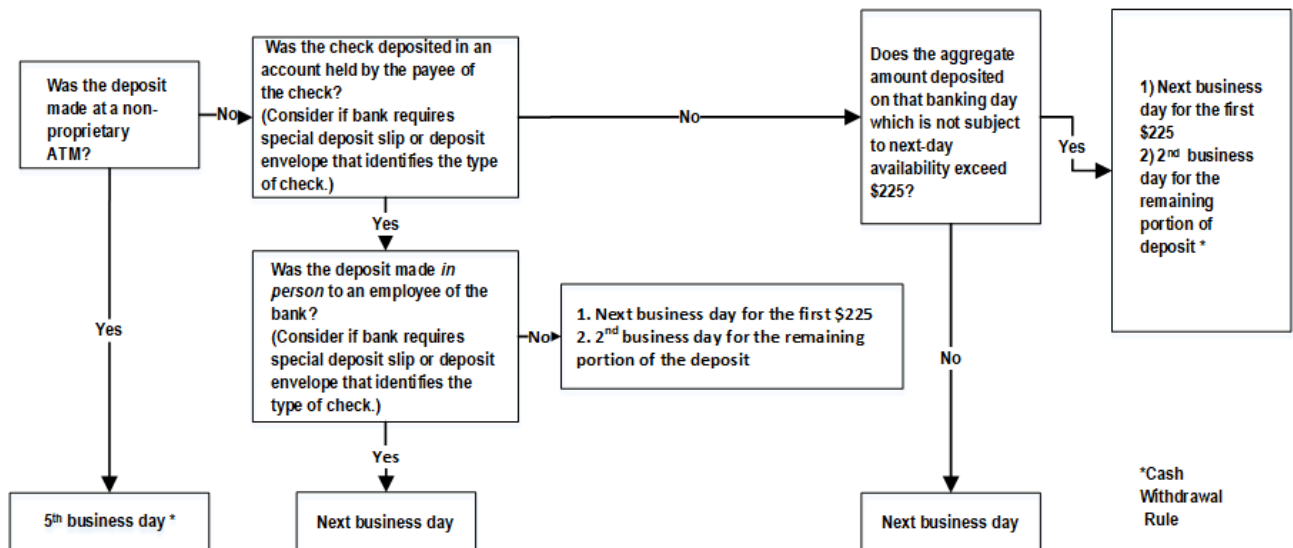 Was the deposit
made at a non-
proprietary
ATM?
No
Was the check deposited in an
account held by the payee of
the check?
(Consider if bank requires
special deposit slip or deposit
envelope that identifies the type
of check.)
No
Does the aggregate
amount deposited
on that banking day
which is not subject
to next-day
availability exceed
$225?
Yes
1) Next business
day for the first
$225
2) 2nd business
day for the
remaining
portion of
deposit *
Yes
Yes
Was the deposit made in
person to an employee of the
bank?
(Consider if bank requires
special deposit slip or deposit
envelope that identifies the
type of check.)
No
1. Next business day for the first $225
2. 2nd business day for the remaining
portion of the deposit
No
Yes
5th business day *
Next business day
Next business day
*Cash
Withdrawal
Rule